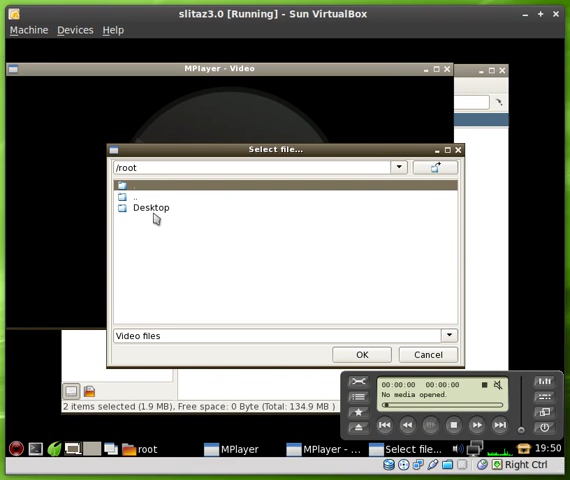 slitaz3.0 [Running] - Sun VirtualBox
Machine Devices Help
MPlayer - Video
Select file...
/root
.
..
Desktop
Video files
OK Cancel
00:00:00 00:00:00
No media opened.
2 items selected (1.9 MB), Free space: 0 Byte (Total: 134.9 MB )
root MPlayer MPlayer - ... Select file... 19:50
Right Ctrl